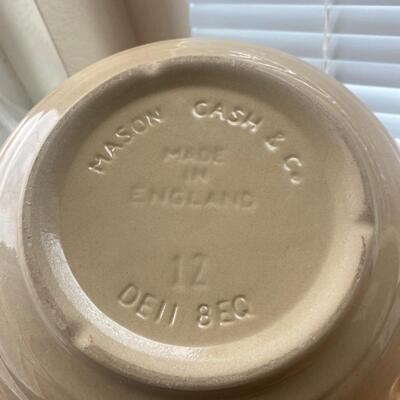 MASON CASH & Co.
MADE
IN
ENGLAND
12
DE11 8EQ